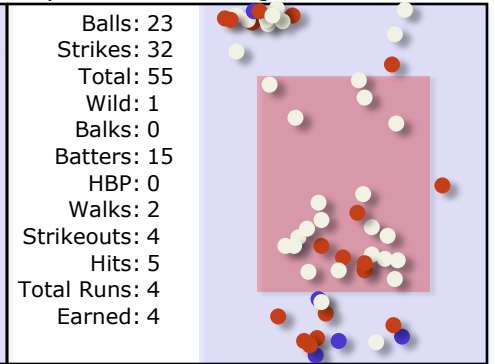 Balls: 23
Strikes: 32
Total: 55
Wild: 1
Balks: 0
Batters: 15
HBP: 0
Walks: 2
Strikeouts: 4
Hits: 5
Total Runs: 4
Earned: 4